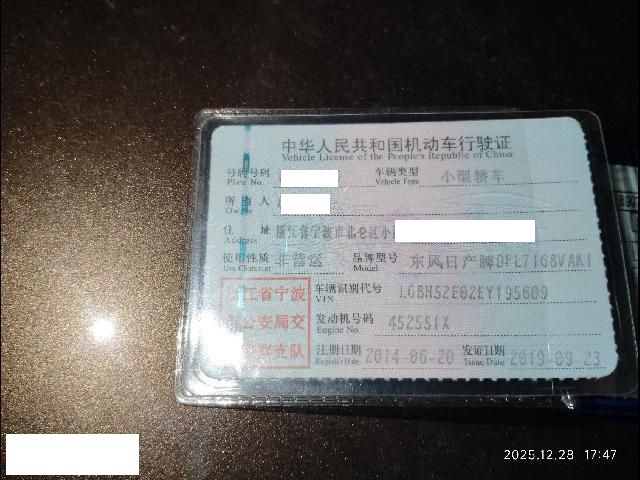 中华人民共和国机动车行驶证
Vehicle License of the People's Republic of China
号牌号码 车辆类型 小型轿车
Plate No. Vehicle Type
所有人
Owner
住址 浙江省宁波市北仑区小
Address
使用性质 非营运 品牌型号 东风日产牌DFL7168VAK1
Use Character Model
浙江省宁波 车辆识别代号 LGBH52E02EY195609
VIN
市公安局交 发动机号码 452551X
Engine No.
警察支队 注册日期 2014-06-20 发证日期 2019-09-23
Register Date Issue Date
2025.12.28 17:47